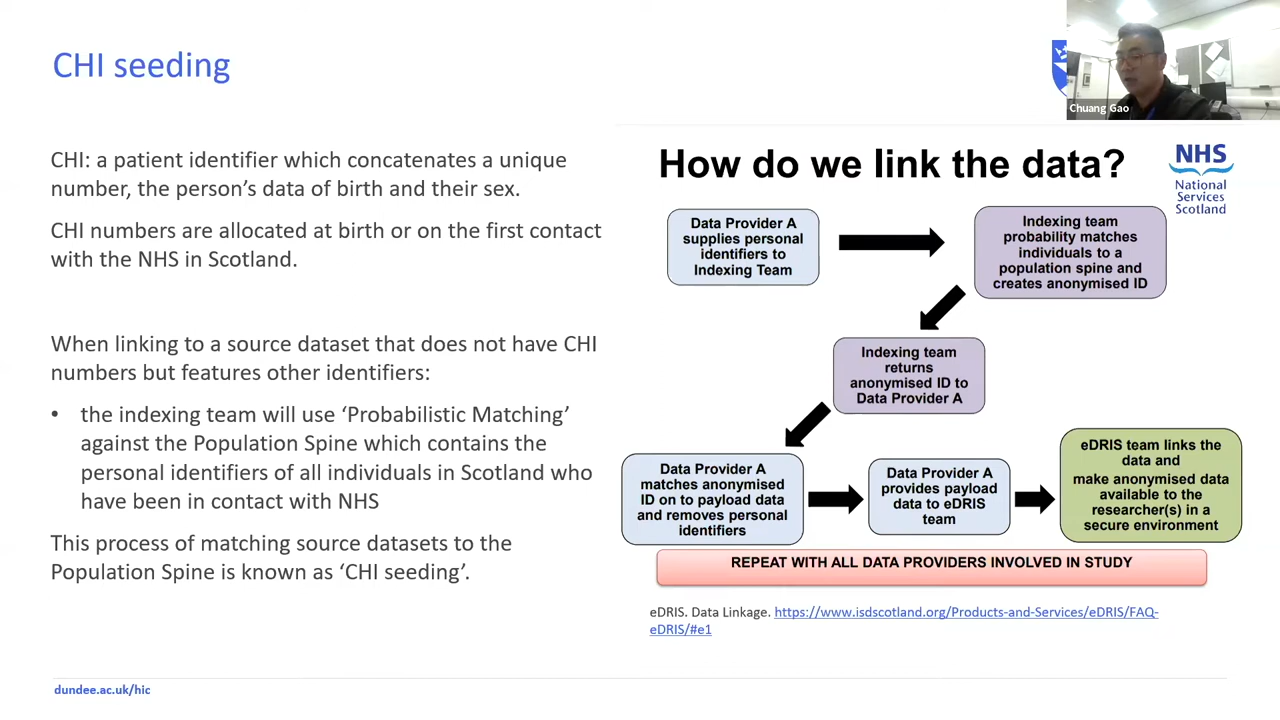 CHI seeding
Chuang Gao
CHI: a patient identifier which concatenates a unique
number, the person's data of birth and their sex.
CHI numbers are allocated at birth or on the first contact
with the NHS in Scotland.
When linking to a source dataset that does not have CHI
numbers but features other identifiers:
• the indexing team will use ‘Probabilistic Matching’
against the Population Spine which contains the
personal identifiers of all individuals in Scotland who
have been in contact with NHS
This process of matching source datasets to the
Population Spine is known as ‘CHI seeding’.
How do we link the data?
NHS
National
Services
Scotland
Data Provider A
supplies personal
identifiers to
Indexing Team
Indexing team
probability matches
individuals to a
population spine and
creates anonymised ID
Indexing team
returns
anonymised ID to
Data Provider A
Data Provider A
matches anonymised
ID on to payload data
and removes personal
identifiers
Data Provider A
provides payload
data to eDRIS
team
eDRIS team links the
data and
make anonymised data
available to the
researcher(s) in a
secure environment
REPEAT WITH ALL DATA PROVIDERS INVOLVED IN STUDY
eDRIS. Data Linkage. https://www.isdscotland.org/Products-and-Services/eDRIS/FAQ-
eDRIS/#e1
dundee.ac.uk/hic